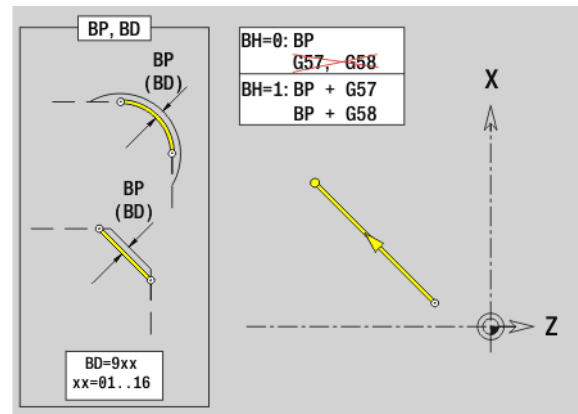 BP, BD
BP
(BD)
BP
(BD)
BD=9xx
xx=01..16
BH=0: BP
G57, G58
BH=1: BP + G57
BP + G58
X
Z